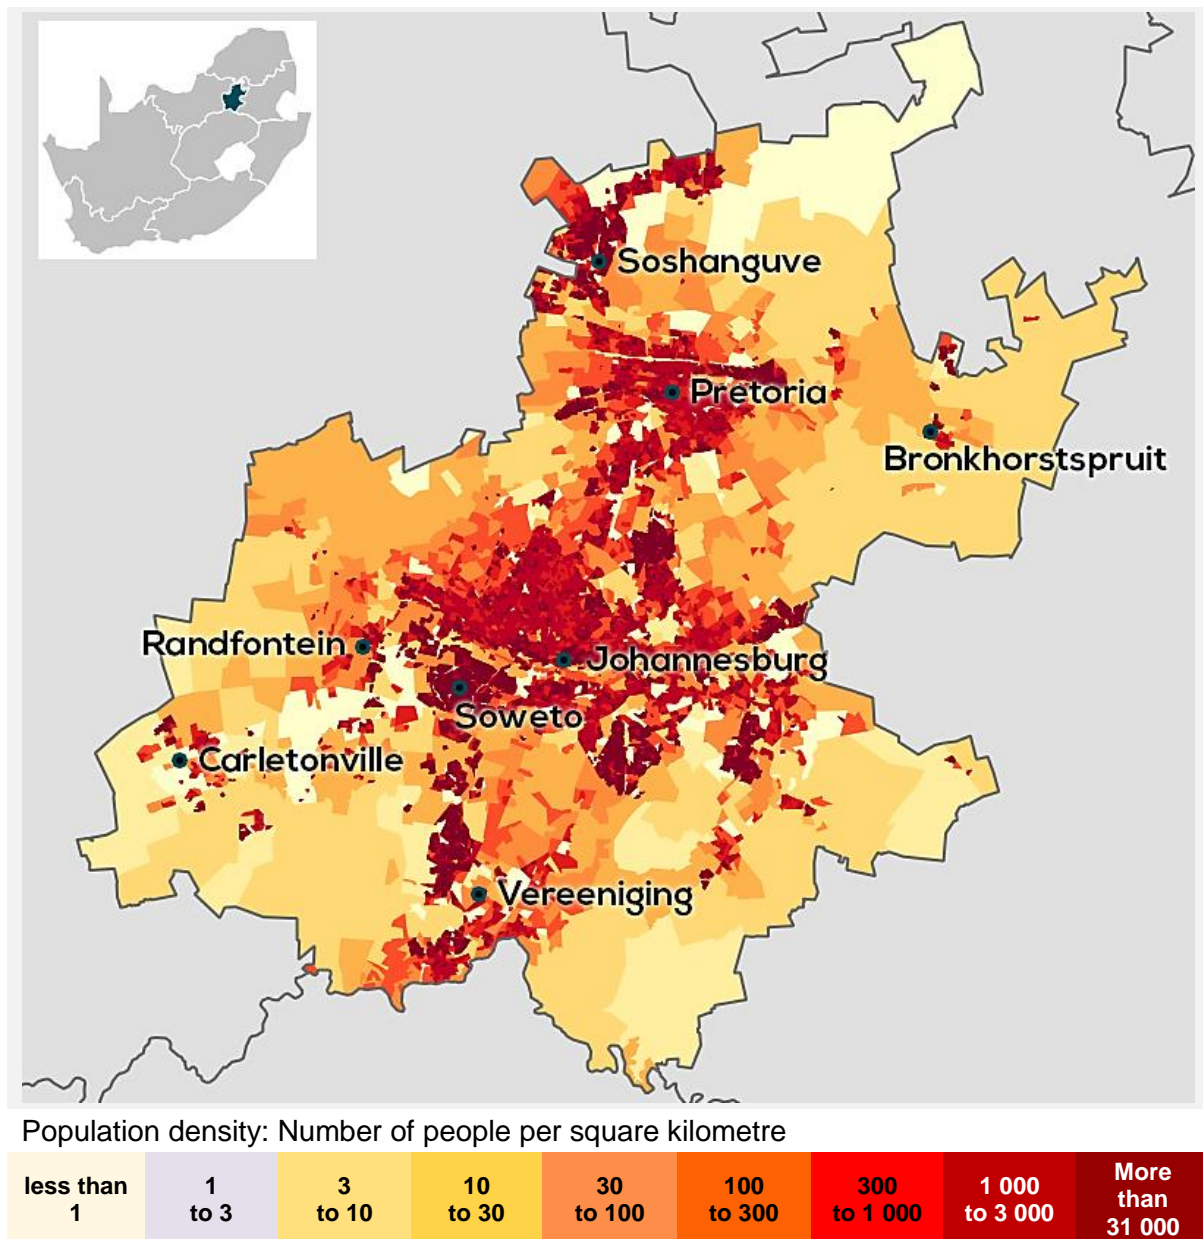 Soshanguve
Pretoria
Bronkhorstspruit
Randfontein
Johannesburg
Soweto
Carletonville
Vereeniging
Population density: Number of people per square kilometre
less than
1
1
to 3
3
to 10
10
to 30
30
to 100
100
to 300
300
to 1 000
1 000
to 3 000
More
than
31 000